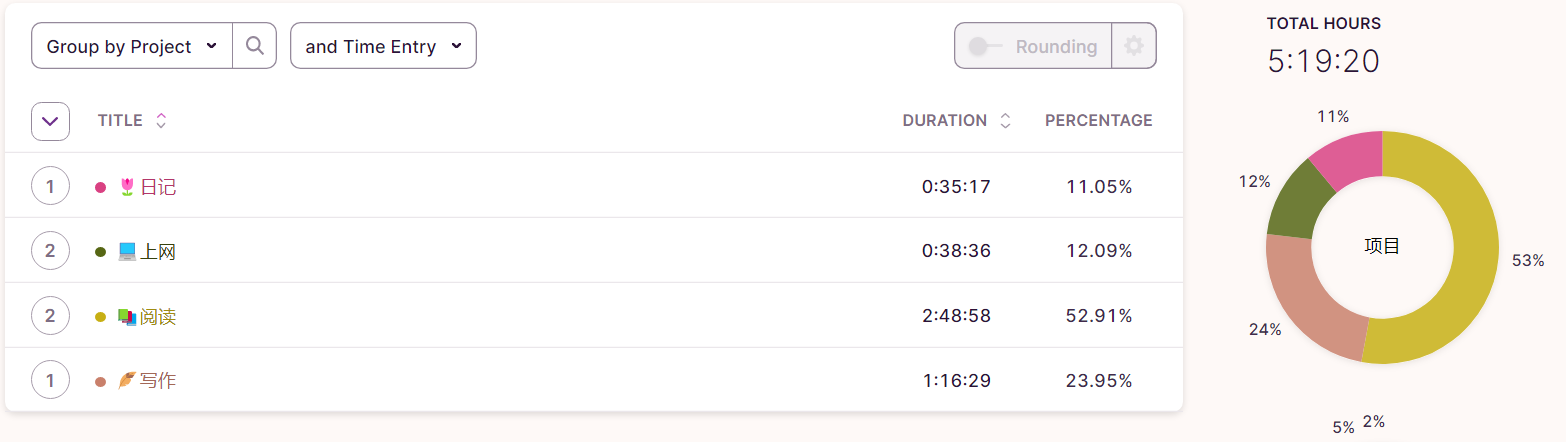 Group by Project
and Time Entry
Rounding
TITLE DURATION PERCENTAGE
1 日记 0:35:17 11.05%
2 上网 0:38:36 12.09%
2 阅读 2:48:58 52.91%
1 写作 1:16:29 23.95%
TOTAL HOURS
5:19:20
11%
12%
53%
项目
24%
5% 2%